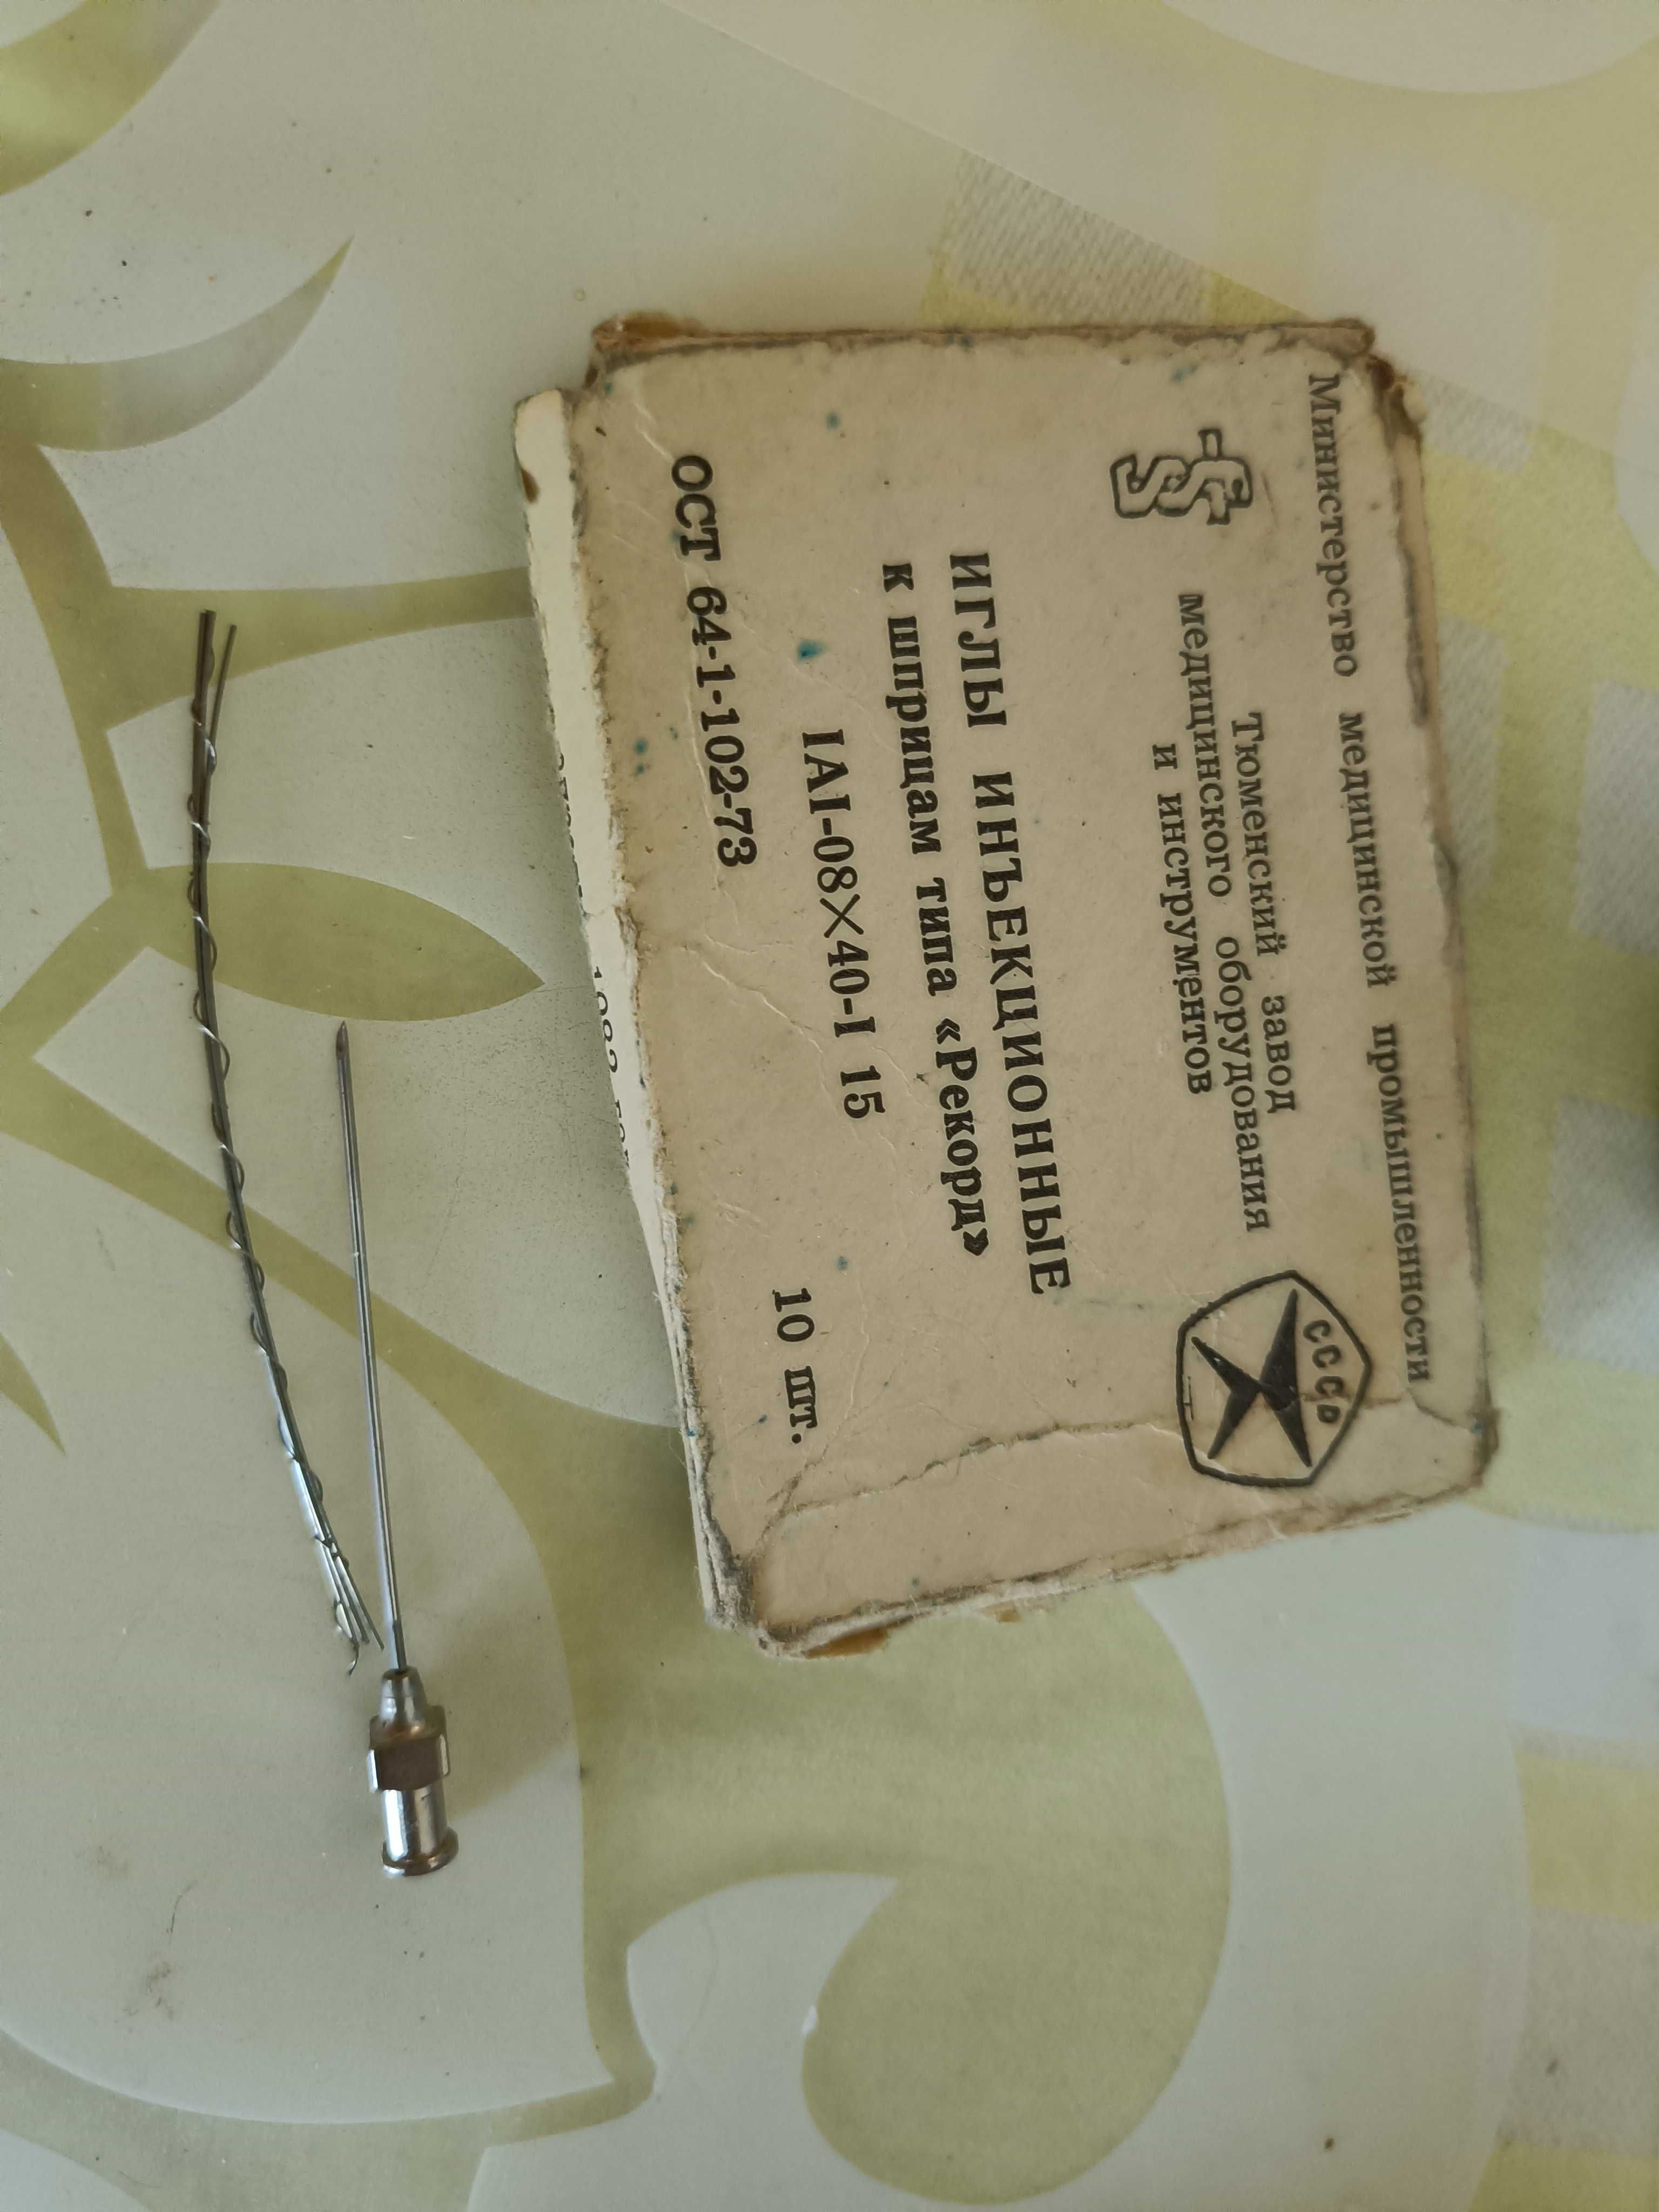 Министерство медицинской промышленности
Тюменский завод
медицинского оборудования
и инструментов
СССР
ИГЛЫ ИНЪЕКЦИОННЫЕ
к шприцам типа «Рекорд»
IAI-08×40-I 15
10 шт.
ОСТ 64-1-102-73